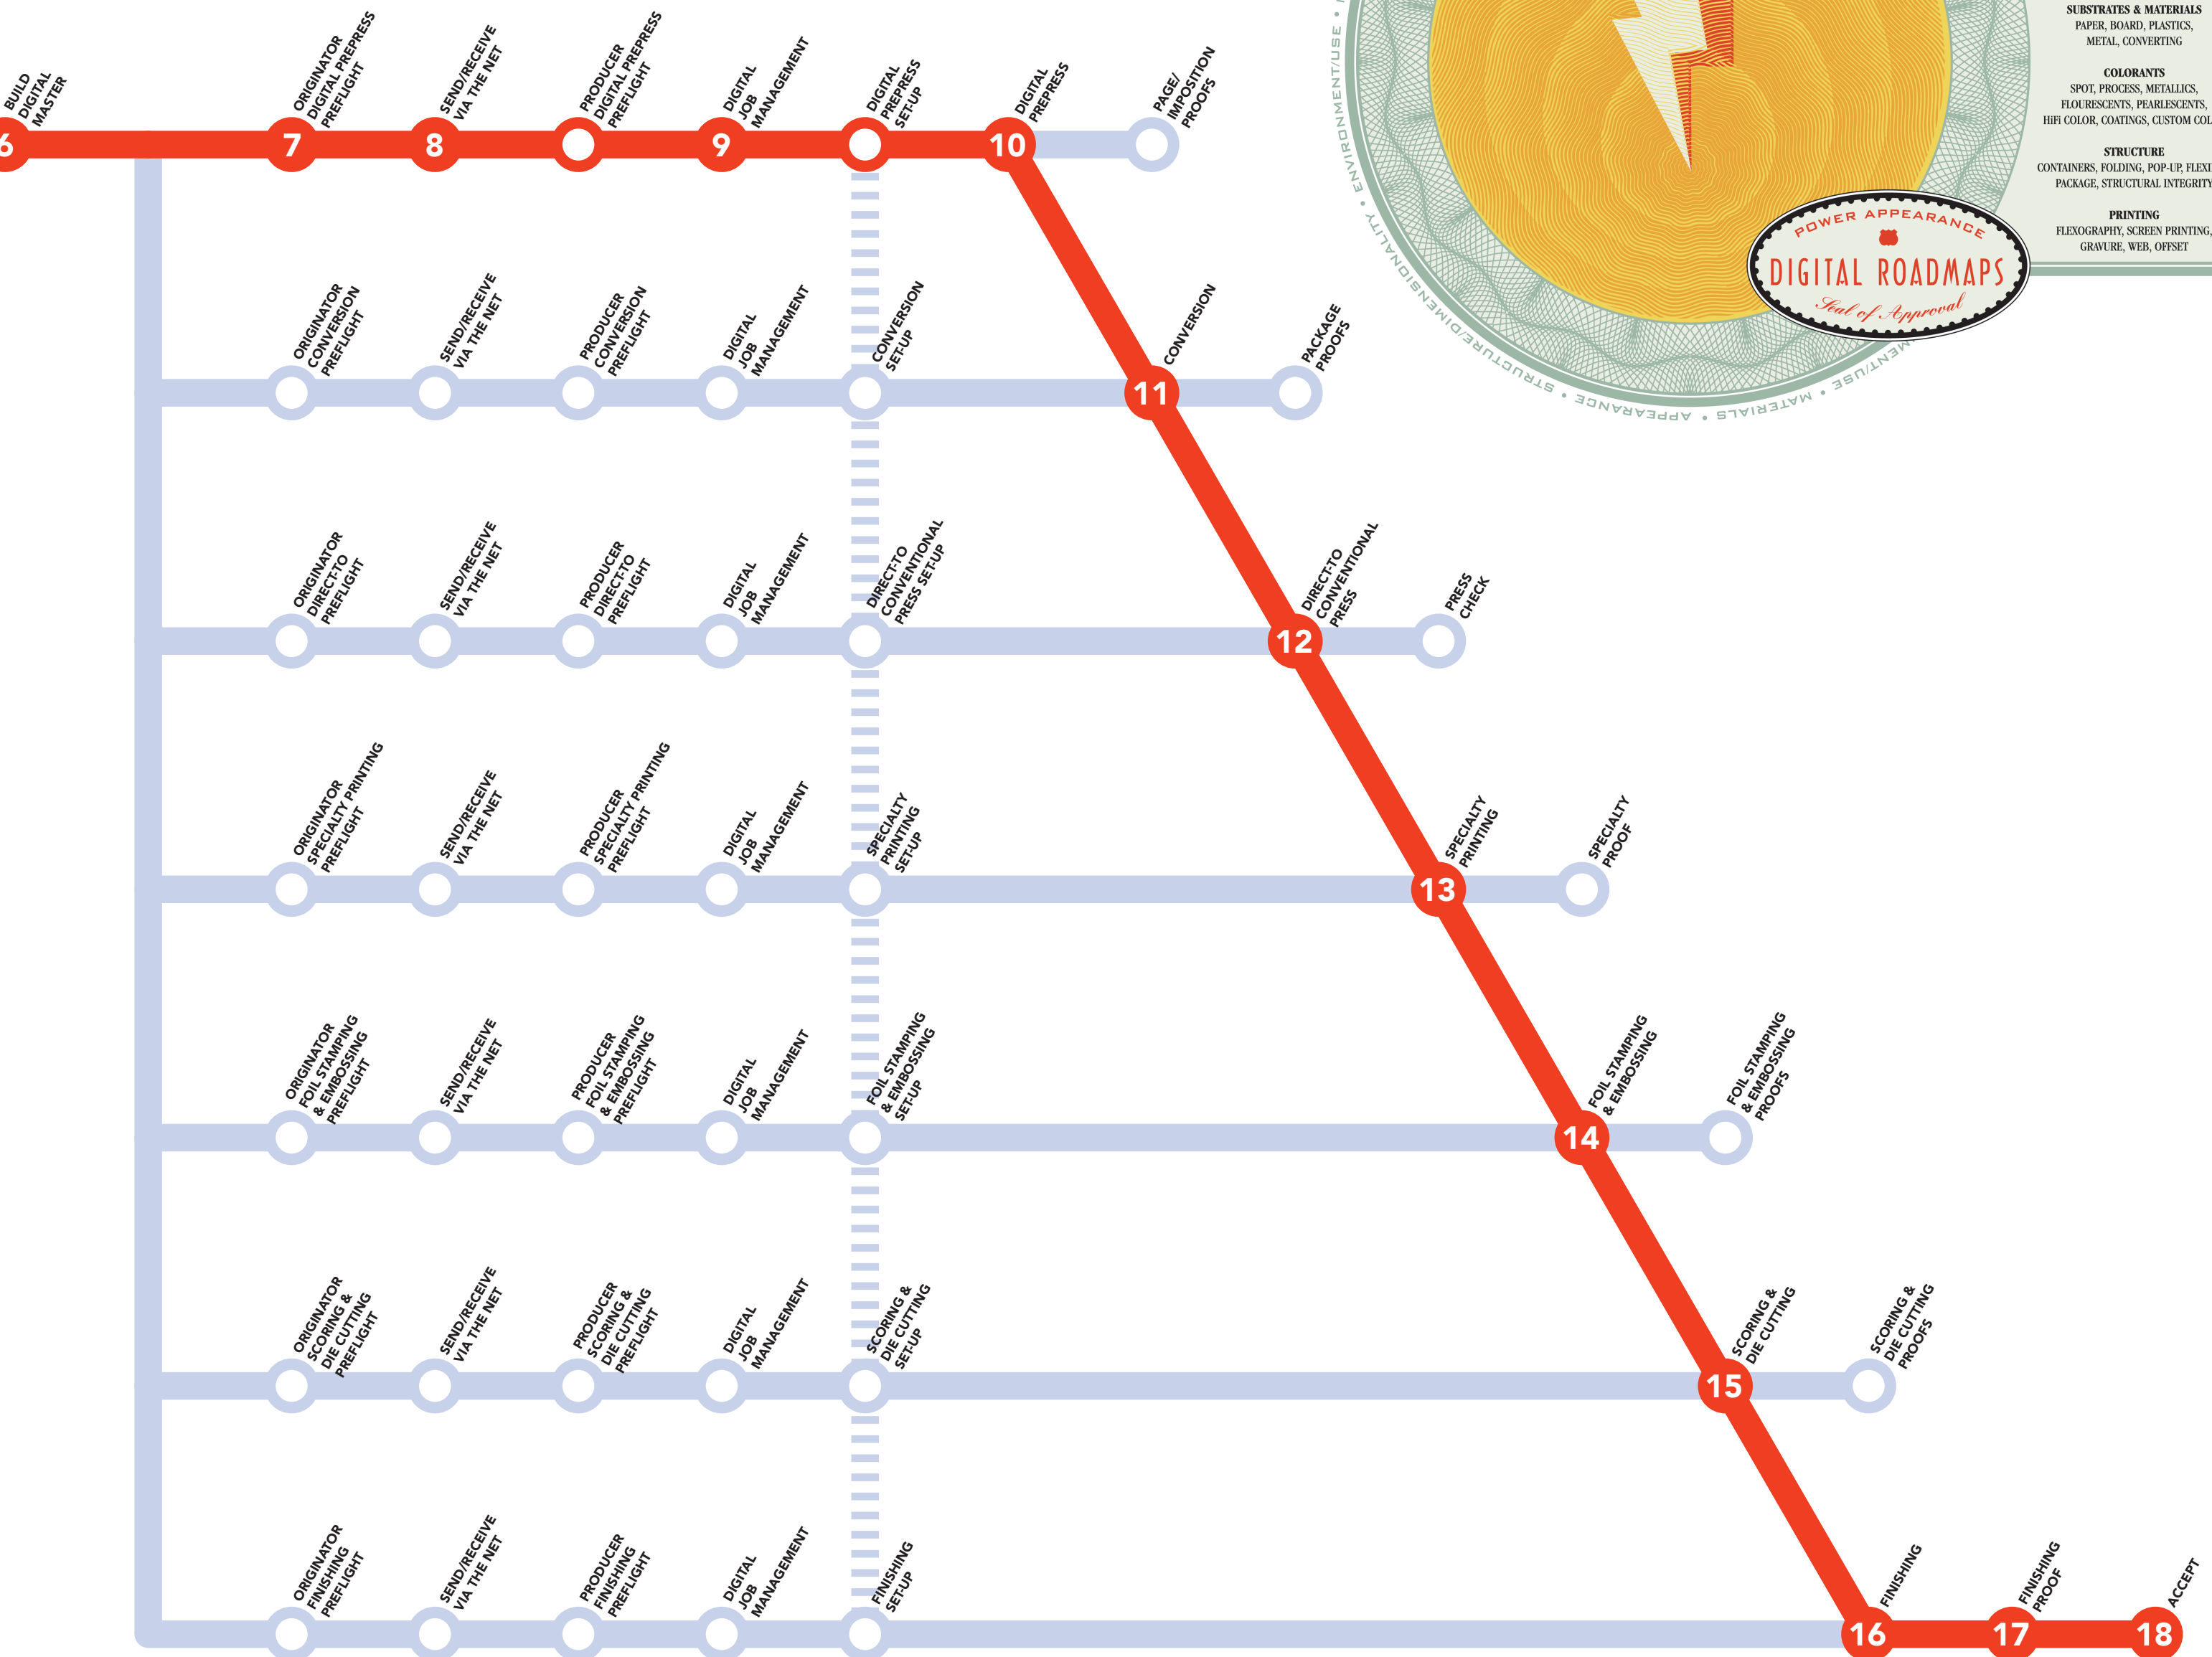 BUILD
DIGITAL
MASTER
ORIGINATOR
DIGITAL PREPRESS
PREFLIGHT
SEND/RECEIVE
VIA THE NET
PRODUCER
DIGITAL PREPRESS
PREFLIGHT
DIGITAL
JOB
MANAGEMENT
DIGITAL
PREPRESS
SET-UP
DIGITAL
PREPRESS
PAGE/
IMPOSITION
PROOFS
6
7
8
9
10
SUBSTRATES & MATERIALS
PAPER, BOARD, PLASTICS,
METAL, CONVERTING
COLORANTS
SPOT, PROCESS, METALLICS,
FLOURESCENTS, PEARLESCENTS,
HiFi COLOR, COATINGS, CUSTOM COL
STRUCTURE
CONTAINERS, FOLDING, POP-UP, FLEXI
PACKAGE, STRUCTURAL INTEGRITY
PRINTING
FLEXOGRAPHY, SCREEN PRINTING,
GRAVURE, WEB, OFFSET
POWER APPEARANCE
DIGITAL ROADMAPS
Seal of Approval
MENT/USE • MATERIALS • APPEARANCE • STRUCTURE/DIMENSIONALITY • ENVIRONMENT/USE •
ORIGINATOR
CONVERSION
PREFLIGHT
SEND/RECEIVE
VIA THE NET
PRODUCER
CONVERSION
PREFLIGHT
DIGITAL
JOB
MANAGEMENT
CONVERSION
SET-UP
CONVERSION
PACKAGE
PROOFS
11
ORIGINATOR
DIRECT-TO
PREFLIGHT
SEND/RECEIVE
VIA THE NET
PRODUCER
DIRECT-TO
PREFLIGHT
DIGITAL
JOB
MANAGEMENT
DIRECT-TO
CONVENTIONAL
PRESS SET-UP
DIRECT-TO
CONVENTIONAL
PRESS
PRESS
CHECK
12
ORIGINATOR
SPECIALTY PRINTING
PREFLIGHT
SEND/RECEIVE
VIA THE NET
PRODUCER
SPECIALTY PRINTING
PREFLIGHT
DIGITAL
JOB
MANAGEMENT
SPECIALTY
PRINTING
SET-UP
SPECIALTY
PRINTING
SPECIALTY
PROOF
13
ORIGINATOR
FOIL STAMPING
& EMBOSSING
PREFLIGHT
SEND/RECEIVE
VIA THE NET
PRODUCER
FOIL STAMPING
& EMBOSSING
PREFLIGHT
DIGITAL
JOB
MANAGEMENT
FOIL STAMPING
& EMBOSSING
SET-UP
FOIL STAMPING
& EMBOSSING
FOIL STAMPING
& EMBOSSING
PROOFS
14
ORIGINATOR
SCORING &
DIE CUTTING
PREFLIGHT
SEND/RECEIVE
VIA THE NET
PRODUCER
SCORING &
DIE CUTTING
PREFLIGHT
DIGITAL
JOB
MANAGEMENT
SCORING &
DIE CUTTING
SET-UP
SCORING &
DIE CUTTING
SCORING &
DIE CUTTING
PROOFS
15
ORIGINATOR
FINISHING
PREFLIGHT
SEND/RECEIVE
VIA THE NET
PRODUCER
FINISHING
PREFLIGHT
DIGITAL
JOB
MANAGEMENT
FINISHING
SET-UP
FINISHING
FINISHING
PROOF
ACCEPT
16
17
18